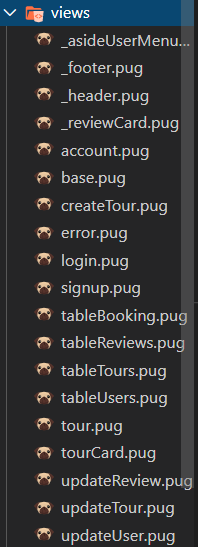 views
_asideUserMenu...
_footer.pug
_header.pug
_reviewCard.pug
account.pug
base.pug
createTour.pug
error.pug
login.pug
signup.pug
tableBooking.pug
tableReviews.pug
tableTours.pug
tableUsers.pug
tour.pug
tourCard.pug
updateReview.pug
updateTour.pug
updateUser.pug